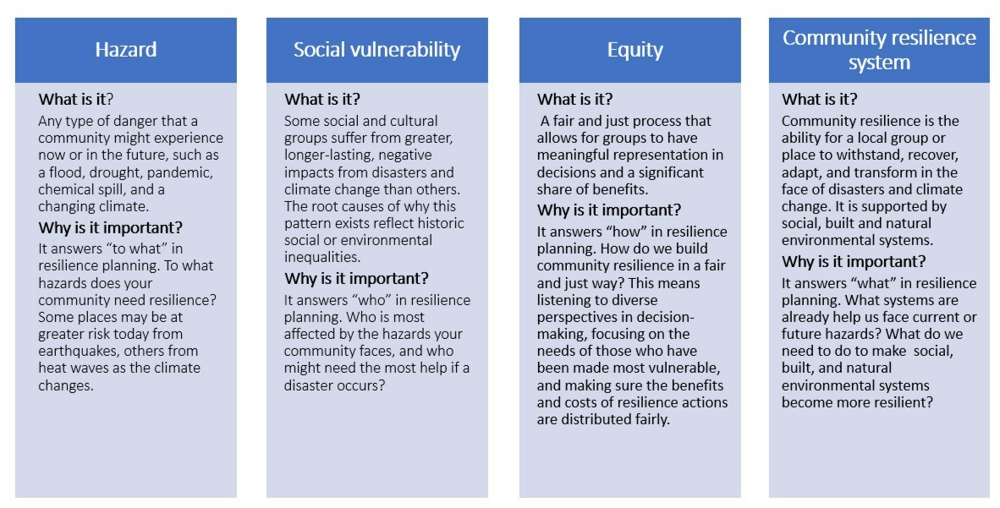 Hazard
What is it?
Any type of danger that a
community might experience
now or in the future, such as
a flood, drought, pandemic,
chemical spill, and a
changing climate.
Why is it important?
It answers “to what” in
resilience planning. To what
hazards does your
community need resilience?
Some places may be at
greater risk today from
earthquakes, others from
heat waves as the climate
changes.
Social vulnerability
What is it?
Some social and cultural
groups suffer from greater,
longer-lasting, negative
impacts from disasters and
climate change than others.
The root causes of why this
pattern exists reflect historic
social or environmental
inequalities.
Why is it important?
It answers “who” in resilience
planning. Who is most
affected by the hazards your
community faces, and who
might need the most help if a
disaster occurs?
Equity
What is it?
A fair and just process that
allows for groups to have
meaningful representation in
decisions and a significant
share of benefits.
Why is it important?
It answers “how” in resilience
planning. How do we build
community resilience in a fair
and just way? This means
listening to diverse
perspectives in decision-
making, focusing on the
needs of those who have
been made most vulnerable,
and making sure the benefits
and costs of resilience actions
are distributed fairly.
Community resilience
system
What is it?
Community resilience is the
ability for a local group or
place to withstand, recover,
adapt, and transform in the
face of disasters and climate
change. It is supported by
social, built and natural
environmental systems.
Why is it important?
It answers “what” in resilience
planning. What systems are
already help us face current or
future hazards? What do we
need to do to make  social,
built, and natural
environmental systems
become more resilient?